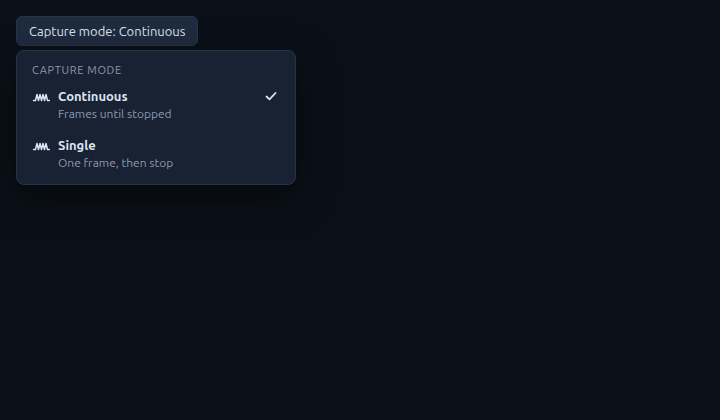 Capture mode: Continuous
CAPTURE MODE
Continuous
Frames until stopped
Single
One frame, then stop